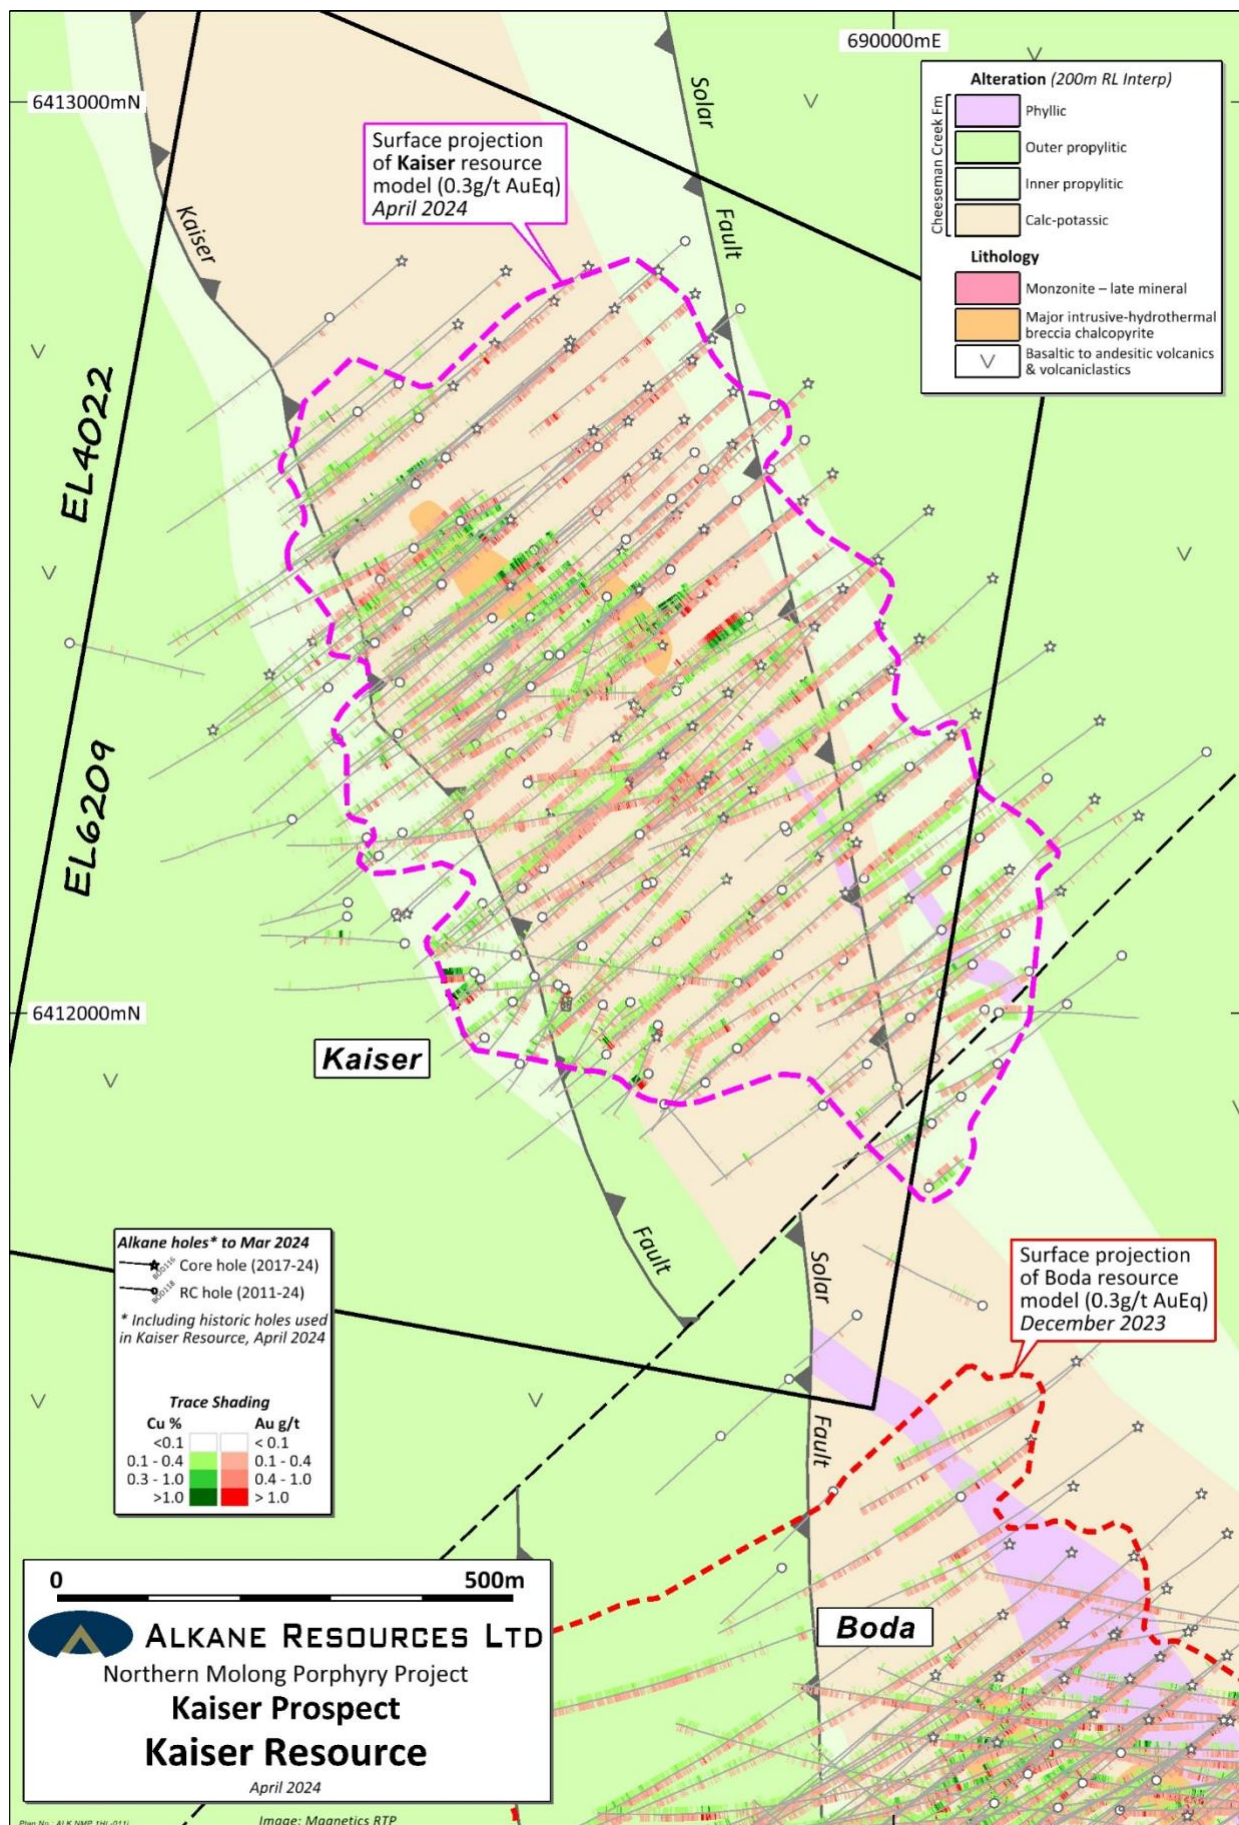 690000mE
6413000mN
Solar
Fault
Kaiser
Surface projection
of Kaiser resource
model (0.3g/t AuEq)
April 2024
Alteration (200m RL Interp)
Cheeseman Creek Fm
Phyllic
Outer propylitic
Inner propylitic
Calc-potassic
Lithology
Monzonite – late mineral
Major intrusive-hydrothermal
breccia chalcopyrite
V Basaltic to andesitic volcanics
& volcaniclastics
EL4022
EL6209
6412000mN
Kaiser
Fault
Solar
Fault
Surface projection
of Boda resource
model (0.3g/t AuEq)
December 2023
Alkane holes* to Mar 2024
BOD116 Core hole (2017-24)
BOD118 RC hole (2011-24)
* Including historic holes used
in Kaiser Resource, April 2024
Trace Shading
Cu % Au g/t
<0.1 < 0.1
0.1 - 0.4 0.1 - 0.4
0.3 - 1.0 0.4 - 1.0
>1.0 > 1.0
Boda
0 500m
ALKANE RESOURCES LTD
Northern Molong Porphyry Project
Kaiser Prospect
Kaiser Resource
April 2024
Image: Magnetics RTP